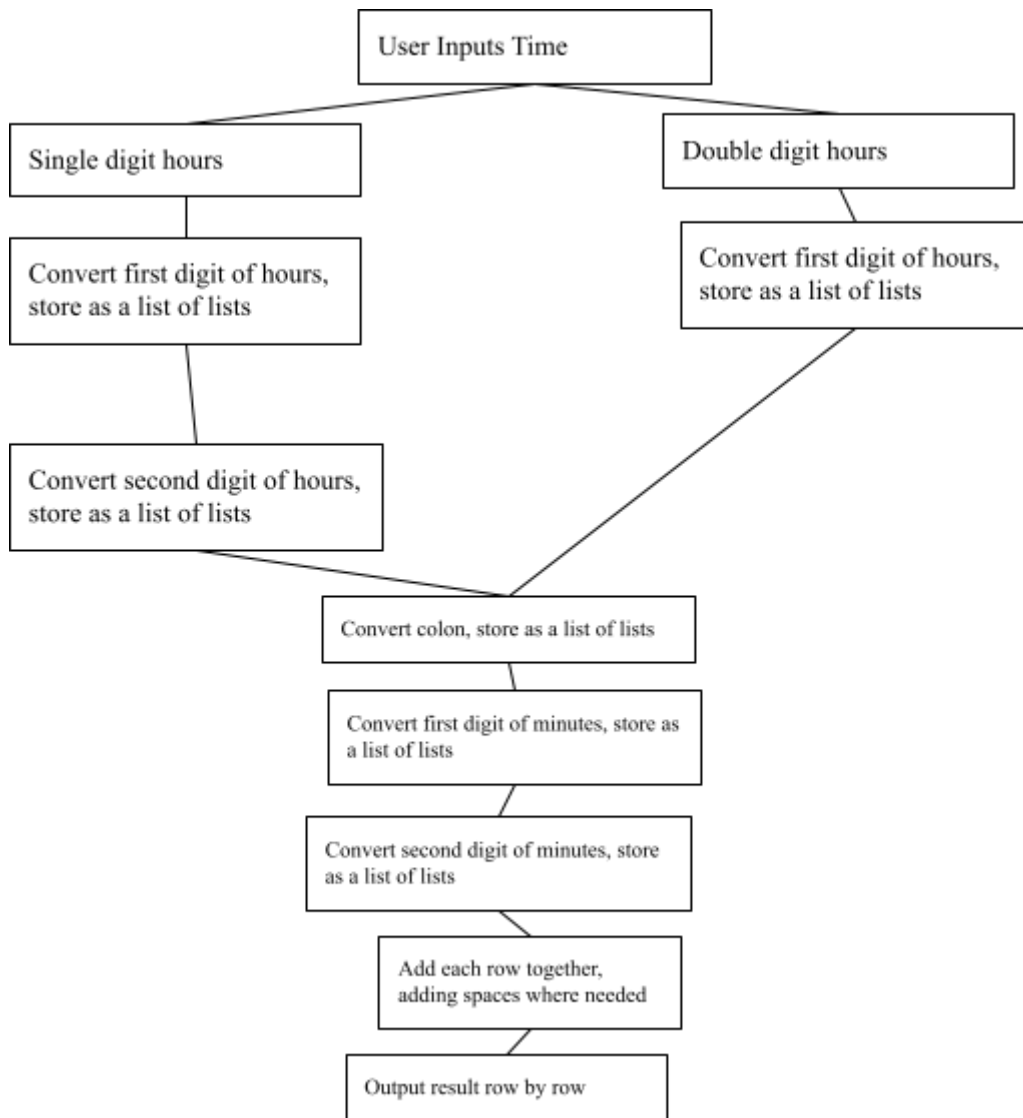 User Inputs Time
Single digit hours
Double digit hours
Convert first digit of hours,
store as a list of lists
Convert first digit of hours,
store as a list of lists
Convert second digit of hours,
store as a list of lists
Convert colon, store as a list of lists
Convert first digit of minutes, store as
a list of lists
Convert second digit of minutes, store
as a list of lists
Add each row together,
adding spaces where needed
Output result row by row